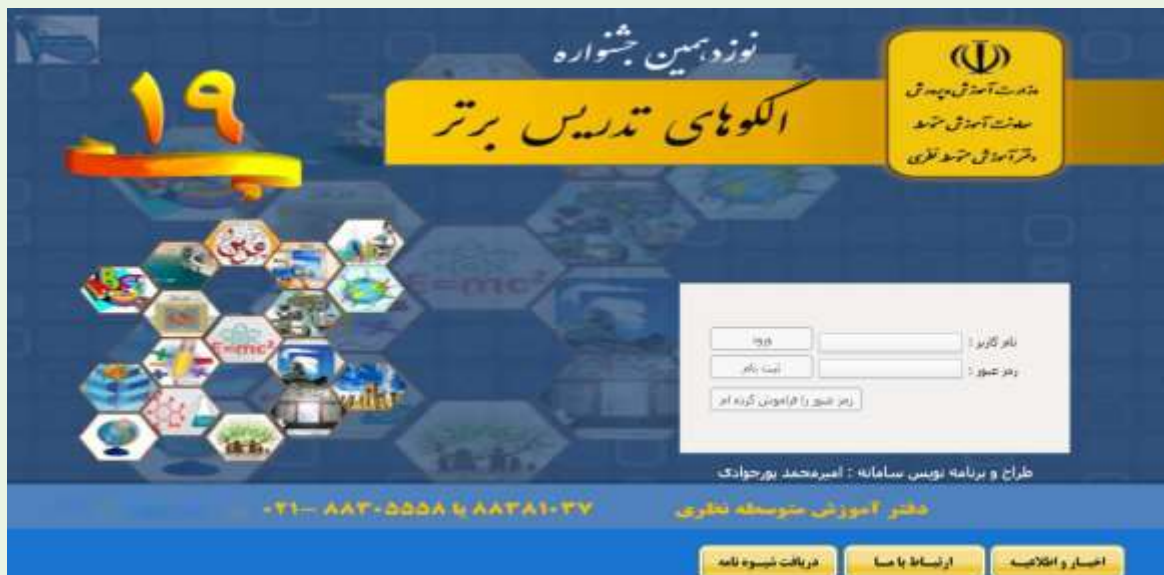 نوزدهمین جشنواره
الگوهای تدریس برتر
۱۹
وزارت آموزش و پرورش
معاونت آموزش متوسطه
دفتر آموزش متوسطه نظری
E=mc²
نام کاربر :
ورود
رمز عبور :
ثبت نام
رمز عبور را فراموش کرده ام
طراح و برنامه نویس سامانه : امیرمحمد پورجوادی
دفتر آموزش متوسطه نظری ۸۸۳۸۱۰۳۷ یا ۸۸۳۰۵۵۵۸ –۰۲۱
اخبار و اطلاعیه
ارتباط با ما
دریافت شیوه نامه